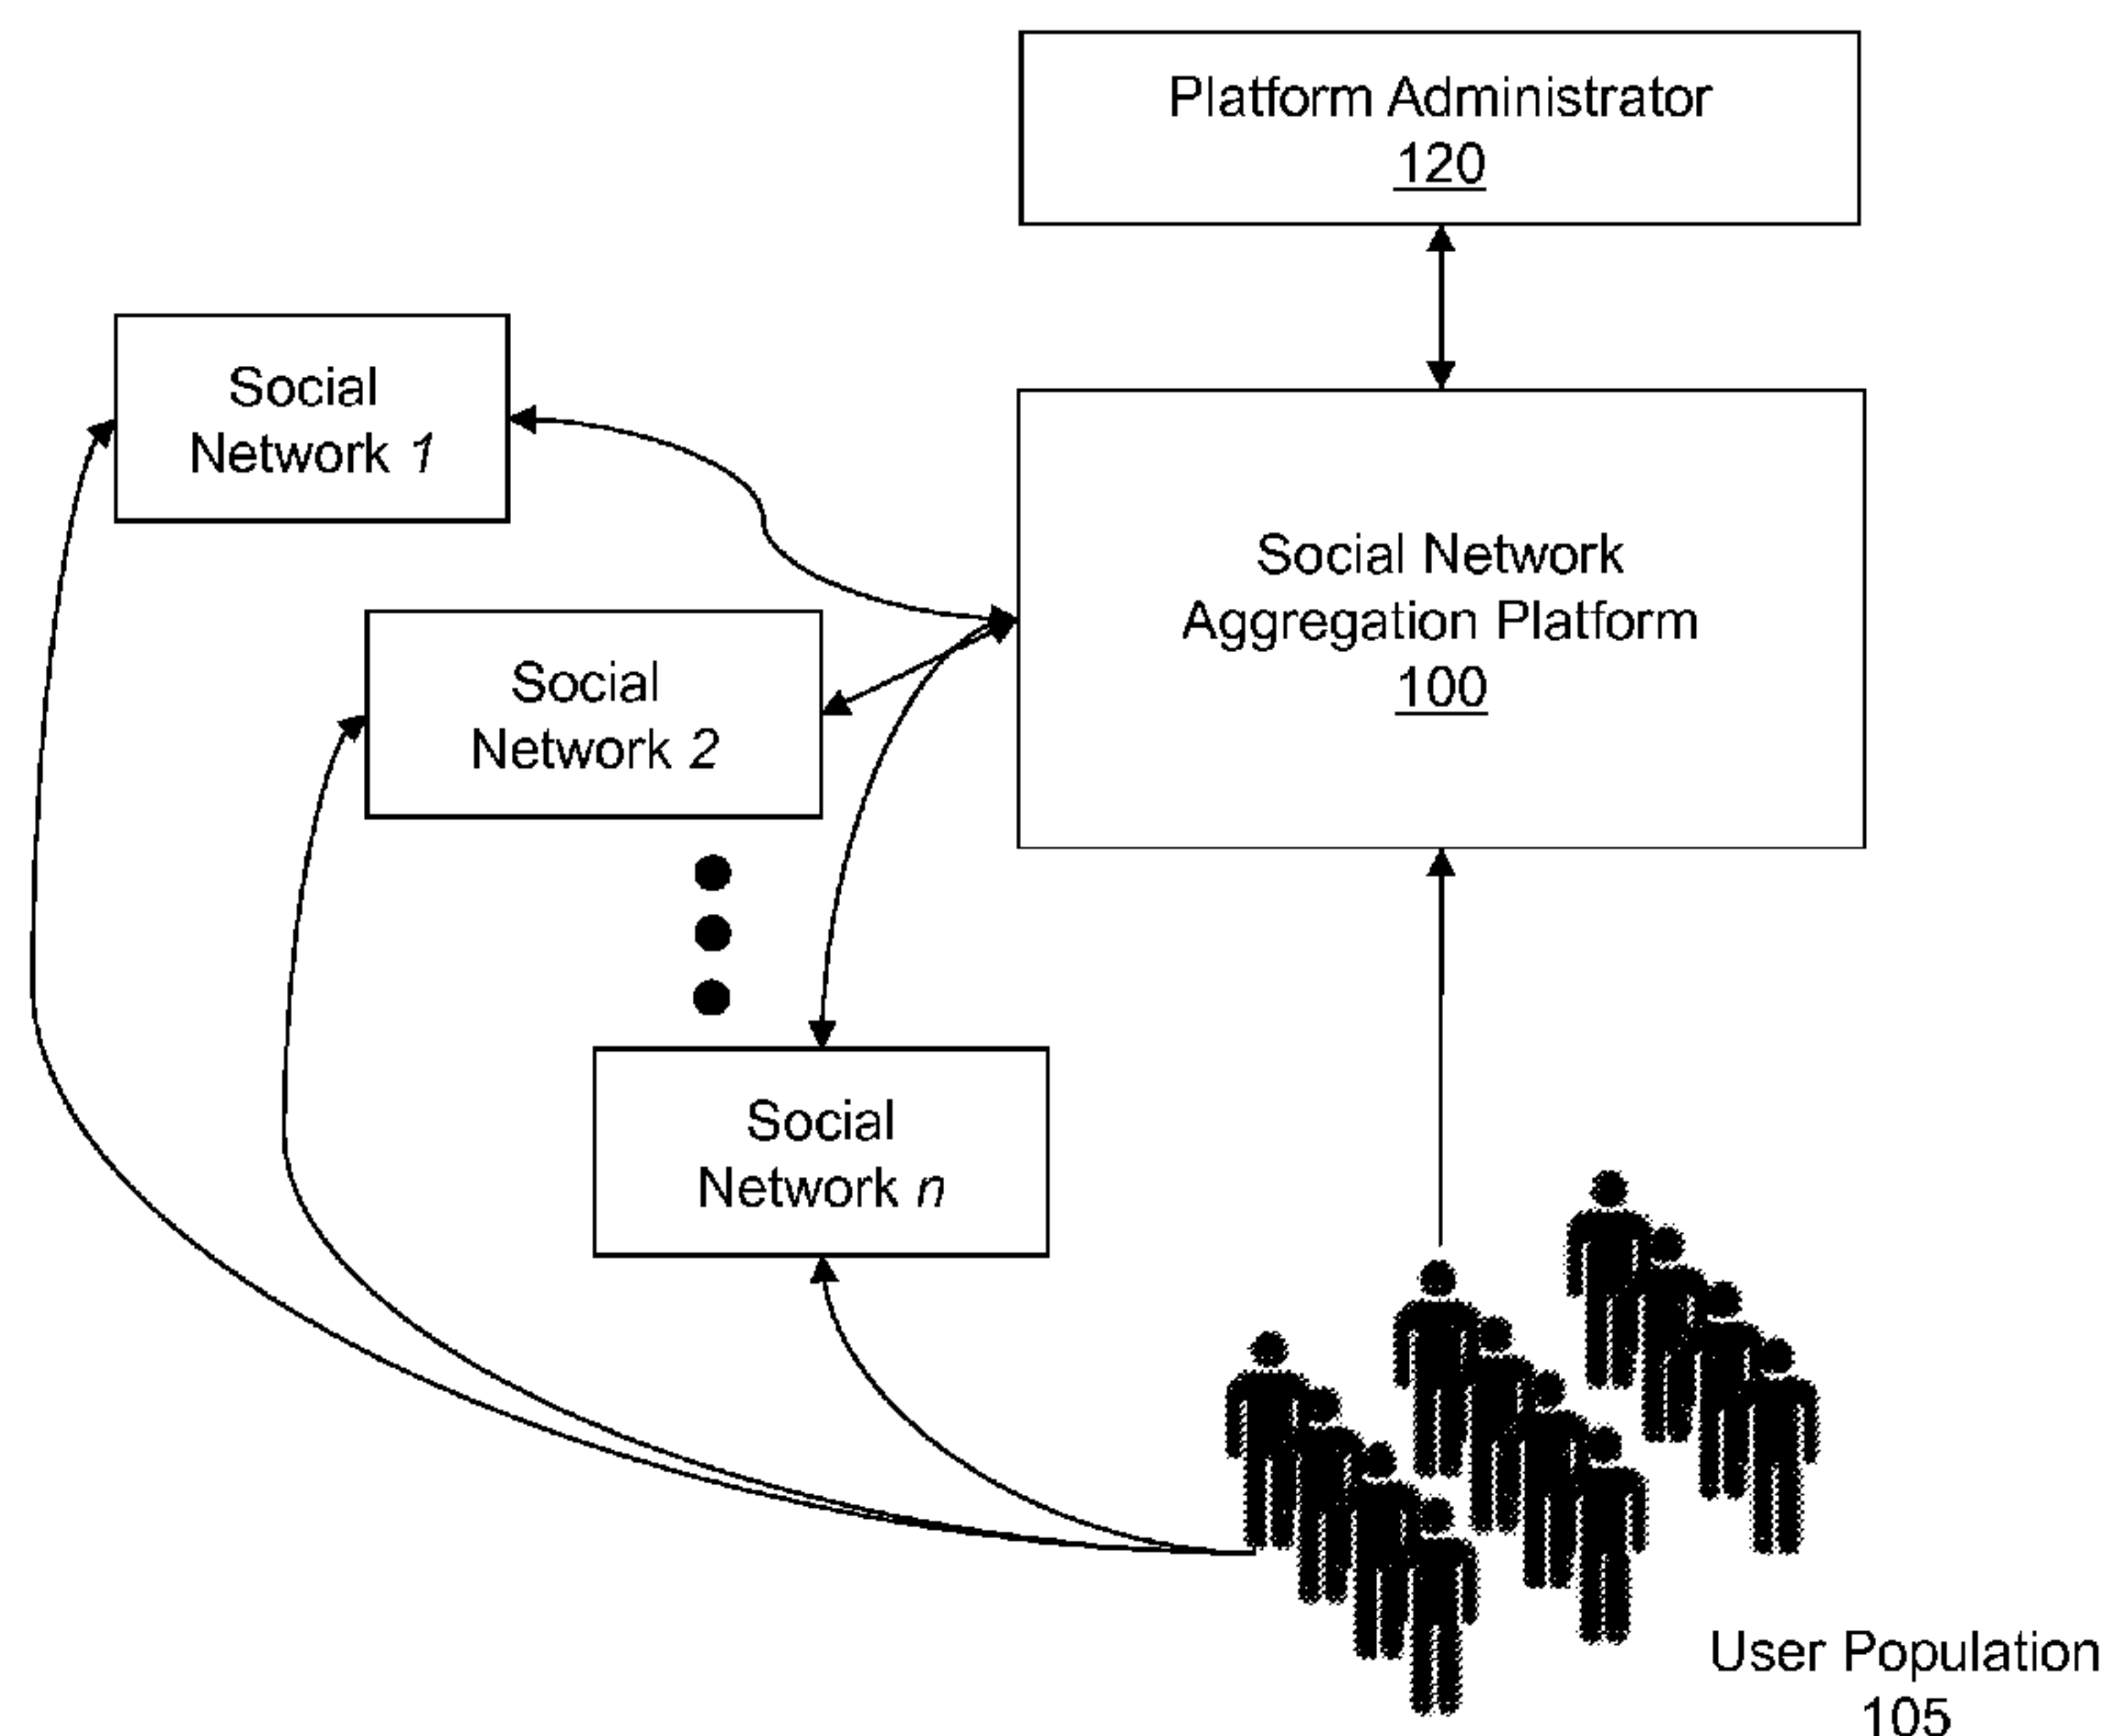 Platform Administrator
120
Social
Network 1
Social Network
Aggregation Platform
100
Social
Network 2
Social
Network n
User Population
105